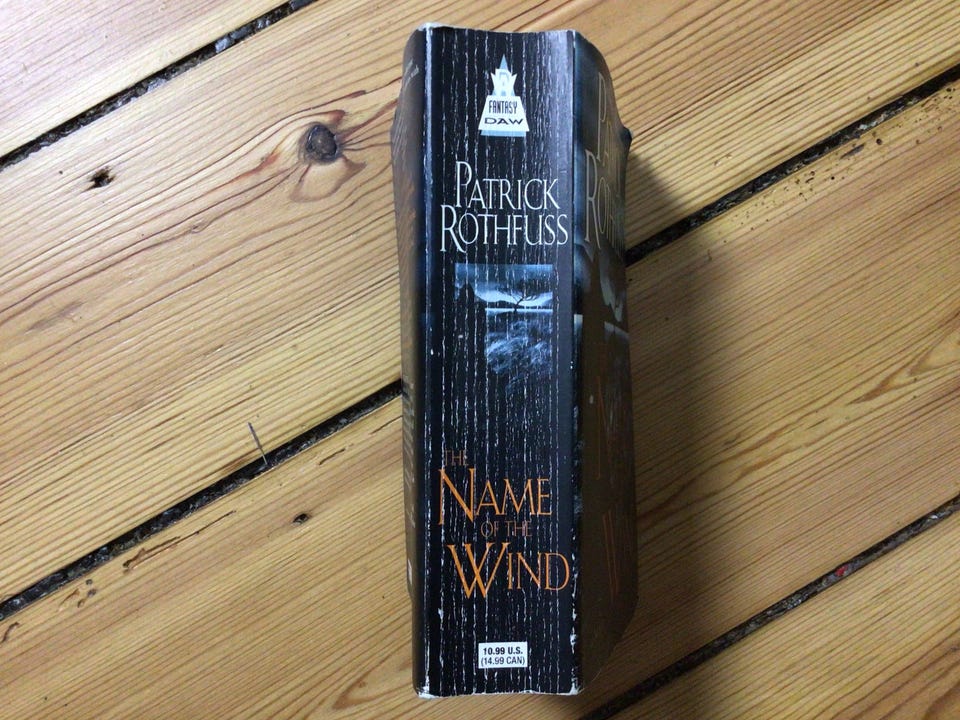 FANTASY
DAW
PATRICK
ROTHFUSS
THE
NAME
OF THE
WIND
10.99 U.S.
(14.99 CAN)